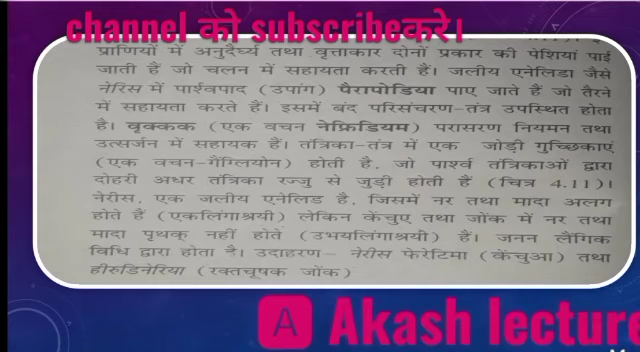 channel को subscribeकरे।
प्राणियों में अनुदैर्घ्य तथा वृत्ताकार दोनों प्रकार की पेशियां पाई
जाती हैं जो चलन में सहायता करती हैं। जलीय एनेलिडा जैसे
नेरिस में पार्श्वपाद (उपांग) पैरापोडिया पाए जाते हैं जो तैरने
में सहायता करते हैं। इसमें बंद परिसंचरण-तंत्र उपस्थित होता
है। वृक्कक (एक वचन नेफ्रिडियम) परासरण नियमन तथा
उत्सर्जन में सहायक हैं। तंत्रिका-तंत्र में एक जोड़ी गुच्छिकाएं
(एक वचन-गैंग्लियोन) होती है, जो पार्श्व तंत्रिकाओं द्वारा
दोहरी अधर तंत्रिका रज्जु से जुड़ी होती हैं (चित्र 4.11)।
नेरीस, एक जलीय एनेलिड है, जिसमें नर तथा मादा अलग
होते हैं (एकलिंगाश्रयी) लेकिन केंचुए तथा जोंक में नर तथा
मादा पृथक् नहीं होते (उभयलिंगाश्रयी) हैं। जनन लैंगिक
विधि द्वारा होता है। उदाहरण- नेरीस फेरेटिमा (केंचुआ) तथा
हीरुडिनेरिया (रक्तचूषक जोंक)
A Akash lecture